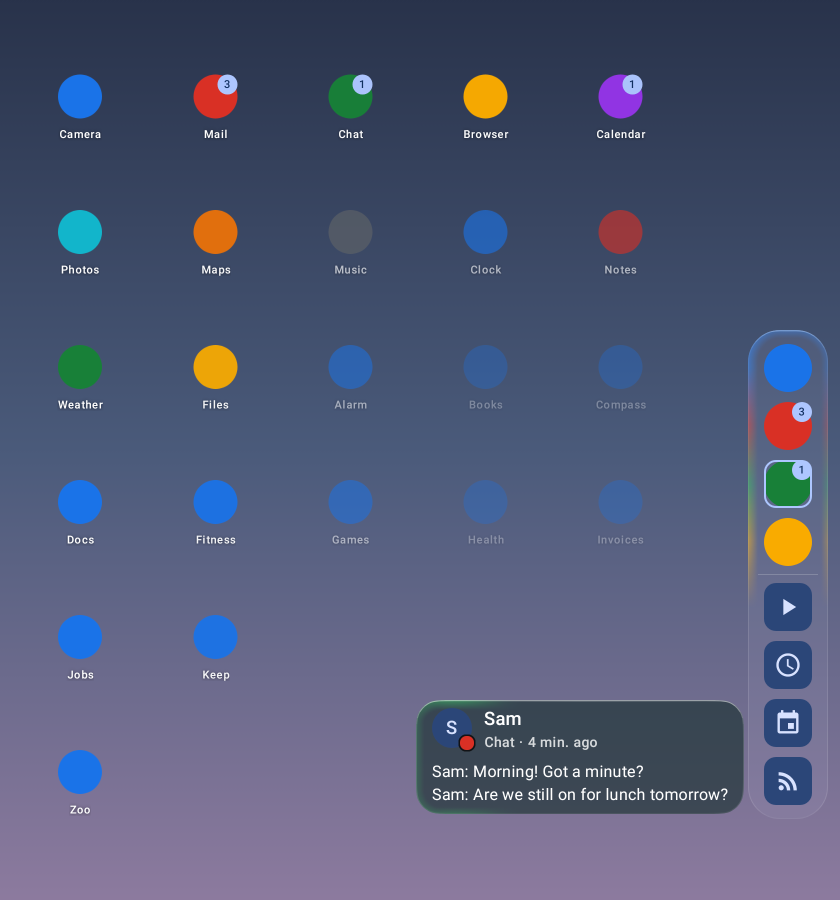 3
1
1
Camera
Mail
Chat
Browser
Calendar
Photos
Maps
Music
Clock
Notes
Weather
Files
Alarm
Books
Compass
3
1
Docs
Fitness
Games
Health
Invoices
Jobs
Keep
S
Sam
Chat · 4 min. ago
Sam: Morning! Got a minute?
Sam: Are we still on for lunch tomorrow?
Zoo